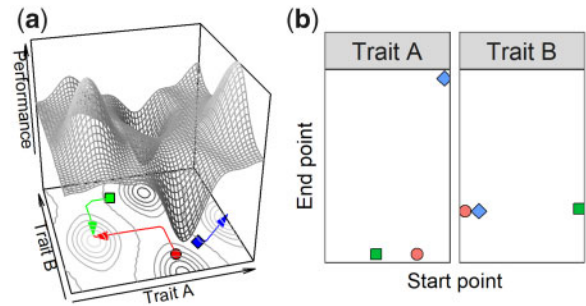 (a)
Performance
Trait B
Trait A
(b)
Trait A Trait B
End point
Start point